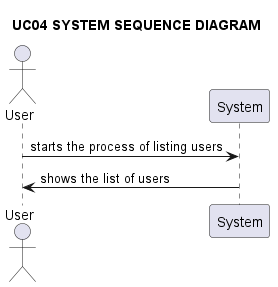 UC04 SYSTEM SEQUENCE DIAGRAM
User
System
starts the process of listing users
shows the list of users
User
System